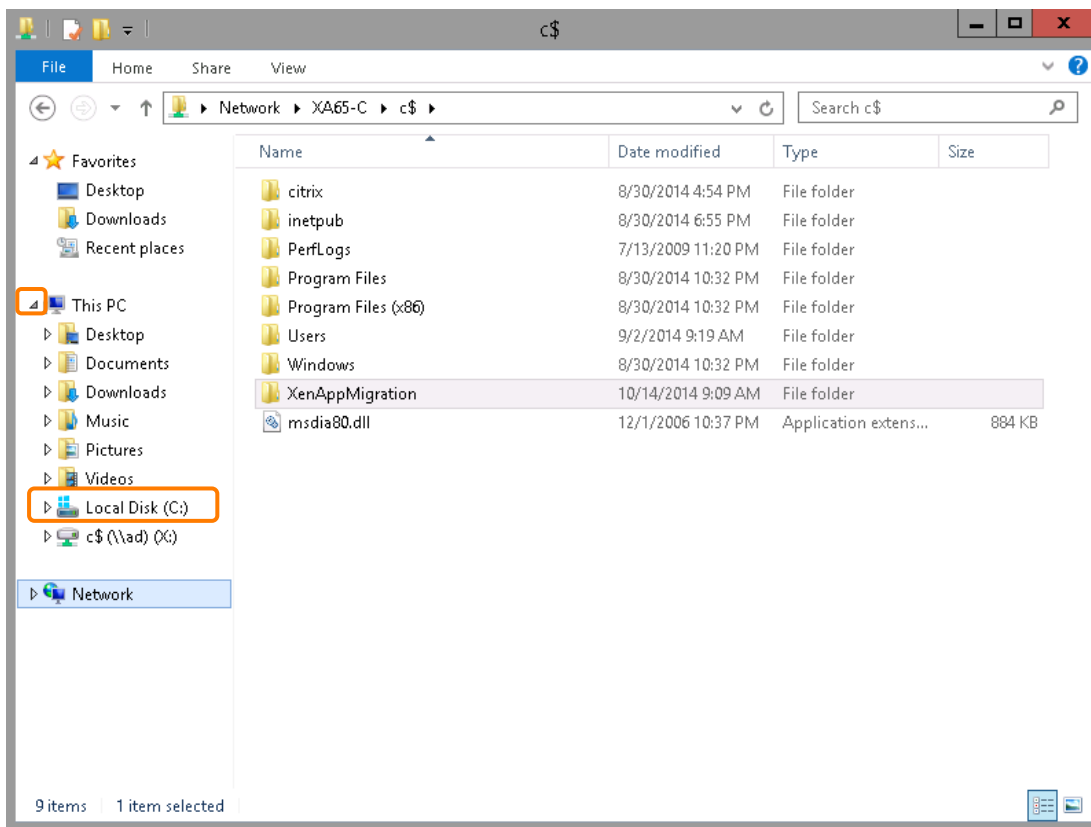 c$
File Home Share View
Network XA65-C c$ Search c$
Name Date modified Type Size
Favorites
Desktop
Downloads
Recent places
This PC
Desktop
Documents
Downloads
Music
Pictures
Videos
Local Disk (C:)
c$ (\\ad) (X:)
Network
citrix 8/30/2014 4:54 PM File folder
inetpub 8/30/2014 6:55 PM File folder
PerfLogs 7/13/2009 11:20 PM File folder
Program Files 8/30/2014 10:32 PM File folder
Program Files (x86) 8/30/2014 10:32 PM File folder
Users 9/2/2014 9:19 AM File folder
Windows 8/30/2014 10:32 PM File folder
XenAppMigration 10/14/2014 9:09 AM File folder
msdia80.dll 12/1/2006 10:37 PM Application extens... 884 KB
9 items 1 item selected